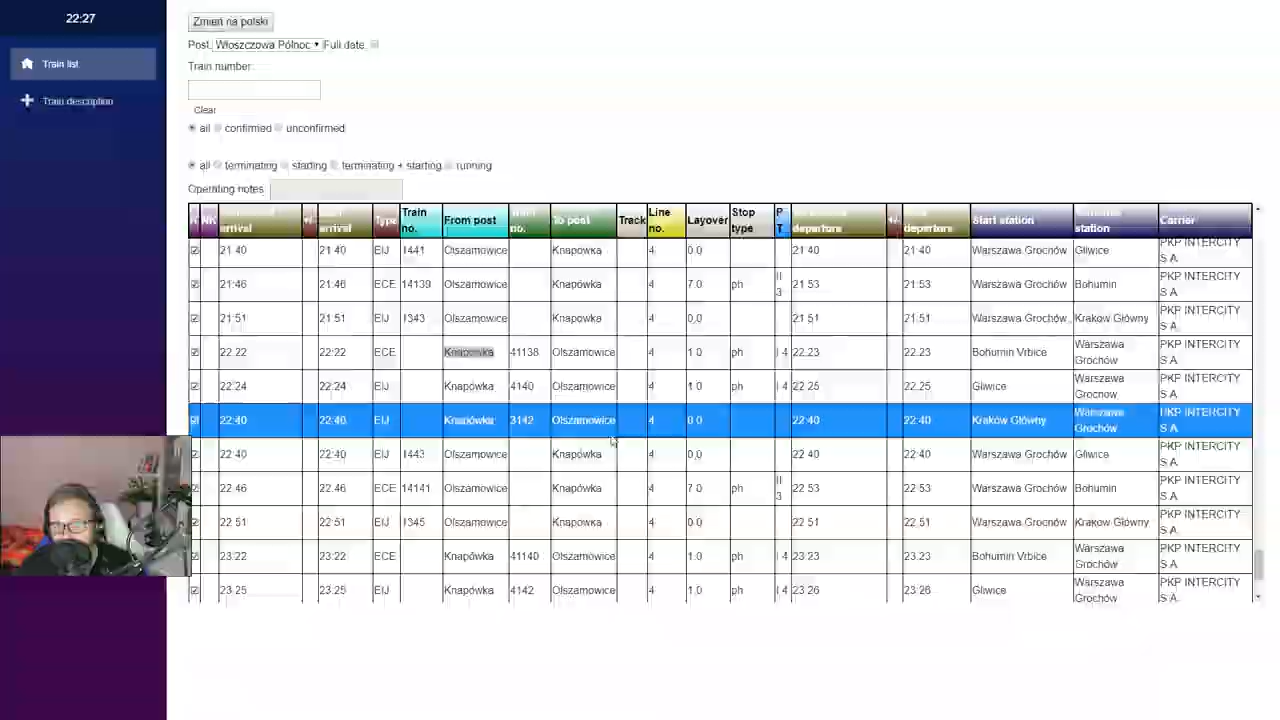 22:27
Train list
Train description
Zmień na polski
Post: Włoszczowa Północ Full date
Train number
Clear
all confirmed unconfirmed
all terminating starting terminating + starting running
Operating notes
arrival +/- arrival Type Train no. From post no. To post Track Line no. Layover Stop type P T departure +/- departure Start station station Carrier
21:40 21:40 EIJ 1441 Olszamowice Knapówka 4 0.0 21:40 21:40 Warszawa Grochów Gliwice PKP INTERCITY S.A.
21:46 21:46 ECE 14139 Olszamowice Knapówka 4 7.0 ph II 3 21:53 21:53 Warszawa Grochów Bohumin PKP INTERCITY S.A.
21:51 21:51 EIJ 1343 Olszamowice Knapówka 4 0.0 21:51 21:51 Warszawa Grochów Kraków Główny PKP INTERCITY S.A.
22:22 22:22 ECE Knapówka 41138 Olszamowice 4 1.0 ph I 4 22:23 22:23 Bohumin Vrbice Warszawa Grochów PKP INTERCITY S.A.
22:24 22:24 EIJ Knapówka 4140 Olszamowice 4 1.0 ph I 4 22:25 22:25 Gliwice Warszawa Grochów PKP INTERCITY S.A.
22:40 22:40 EIJ Knapówka 3142 Olszamowice 4 0.0 22:40 22:40 Kraków Główny Warszawa Grochów PKP INTERCITY S.A.
22:40 22:40 EIJ 1443 Olszamowice Knapówka 4 0.0 22:40 22:40 Warszawa Grochów Gliwice PKP INTERCITY S.A.
22:46 22:46 ECE 14141 Olszamowice Knapówka 4 7.0 ph II 3 22:53 22:53 Warszawa Grochów Bohumin PKP INTERCITY S.A.
22:51 22:51 EIJ 1345 Olszamowice Knapówka 4 0.0 22:51 22:51 Warszawa Grochów Kraków Główny PKP INTERCITY S.A.
23:22 23:22 ECE Knapówka 41140 Olszamowice 4 1.0 ph I 4 23:23 23:23 Bohumin Vrbice Warszawa Grochów PKP INTERCITY S.A.
23:25 23:25 EIJ Knapówka 4142 Olszamowice 4 1.0 ph I 4 23:26 23:26 Gliwice Warszawa Grochów PKP INTERCITY S.A.